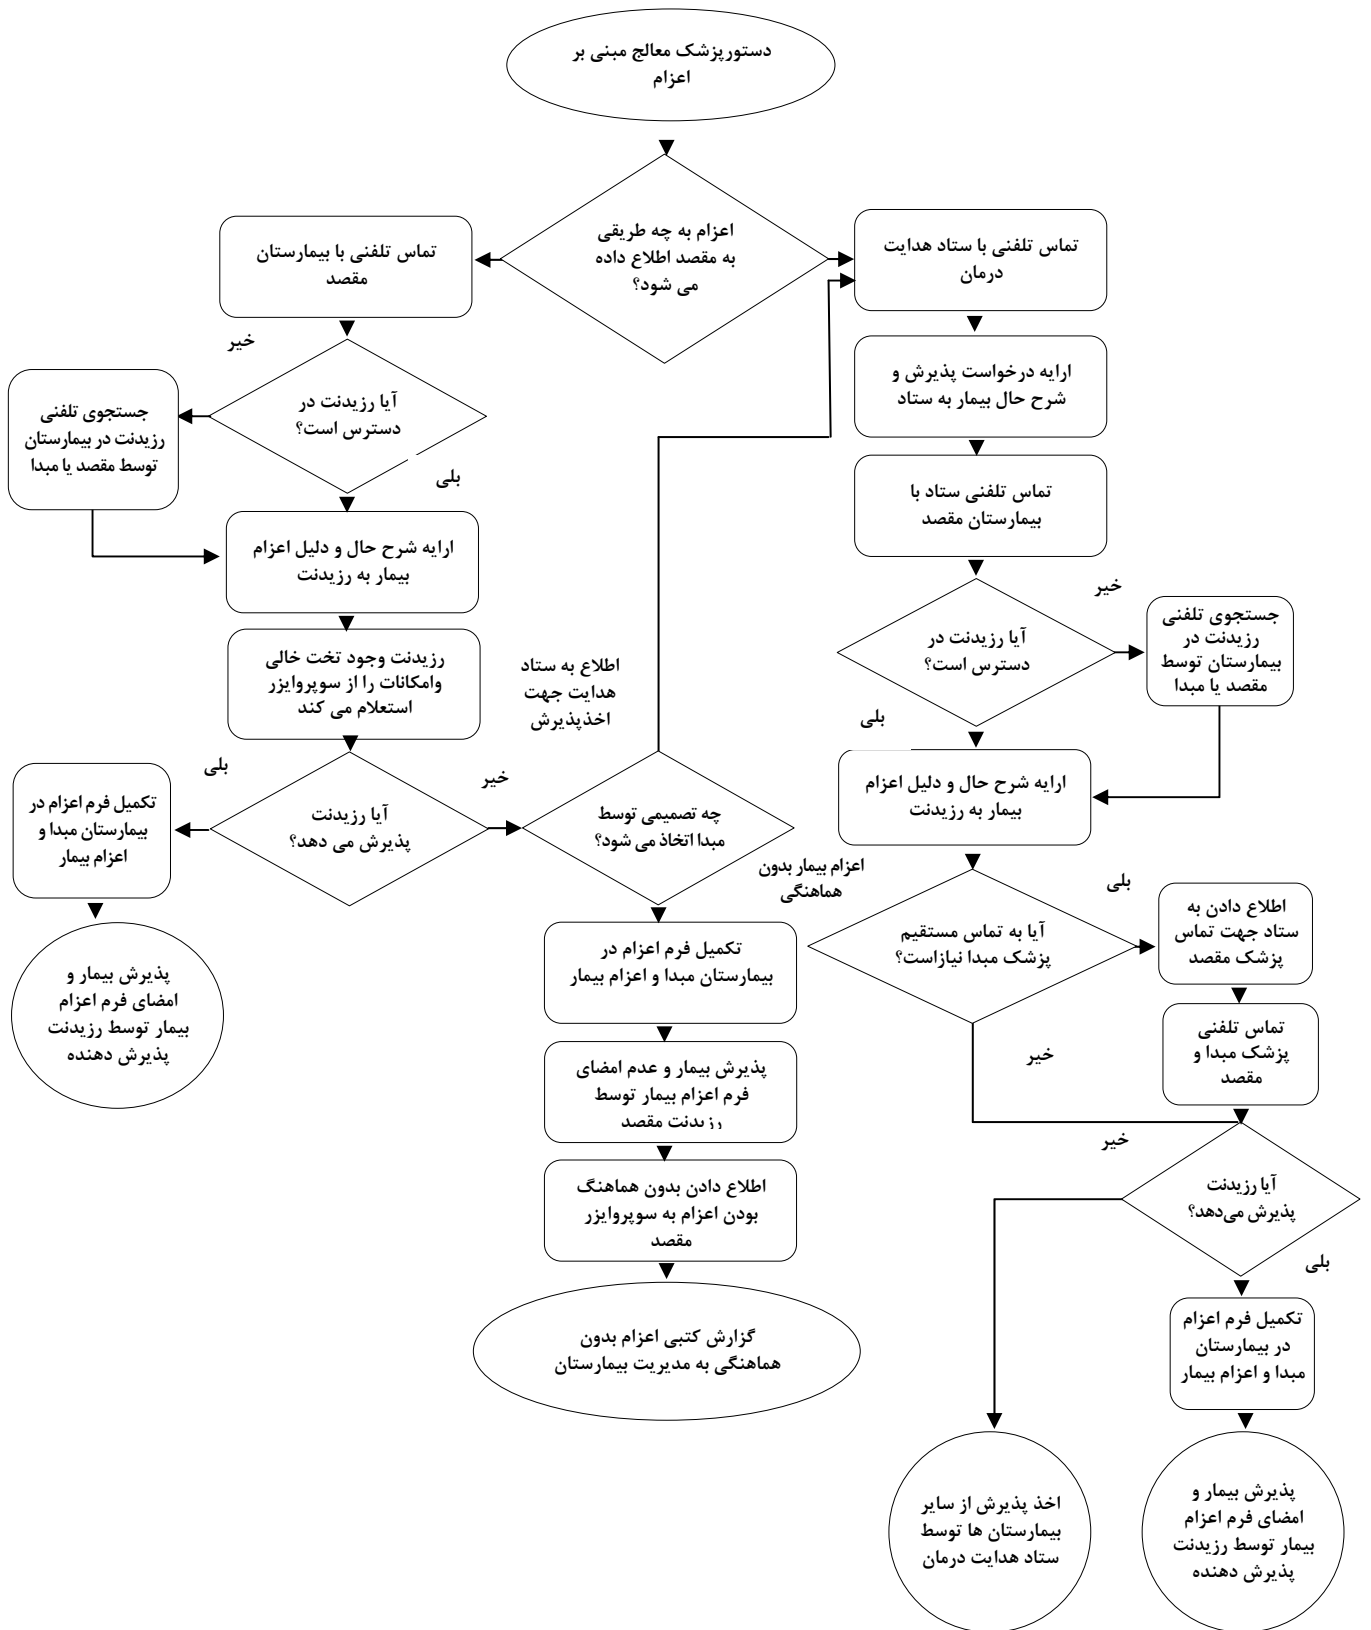 دستورپزشک معالج مبنی بر
اعزام
اعزام به چه طریقی
به مقصد اطلاع داده
می شود؟
تماس تلفنی با ستاد هدایت
درمان
تماس تلفنی با بیمارستان
مقصد
خیر
ارایه درخواست پذیرش و
شرح حال بیمار به ستاد
آیا رزیدنت در
دسترس است؟
جستجوی تلفنی
رزیدنت در بیمارستان
توسط مقصد یا مبدا
بلی
تماس تلفنی ستاد با
بیمارستان مقصد
ارایه شرح حال و دلیل اعزام
بیمار به رزیدنت
خیر
جستجوی تلفنی
رزیدنت در
بیمارستان توسط
مقصد یا مبدا
آیا رزیدنت در
دسترس است؟
رزیدنت وجود تخت خالی
وامکانات را از سوپروایزر
استعلام می کند
اطلاع به ستاد
هدایت جهت
اخذپذیرش
بلی
بلی
خیر
ارایه شرح حال و دلیل اعزام
بیمار به رزیدنت
تکمیل فرم اعزام در
بیمارستان مبدا و
اعزام بیمار
آیا رزیدنت
پذیرش می دهد؟
چه تصمیمی توسط
مبدا اتخاذ می شود؟
اعزام بیمار بدون
هماهنگی
بلی
اطلاع دادن به
ستاد جهت تماس
پزشک مقصد
آیا به تماس مستقیم
پزشک مبدا نیازاست؟
تکمیل فرم اعزام در
بیمارستان مبدا و اعزام بیمار
پذیرش بیمار و
امضای فرم اعزام
بیمار توسط رزیدنت
پذیرش دهنده
خیر
تماس تلفنی
پزشک مبدا و
مقصد
پذیرش بیمار و عدم امضای
فرم اعزام بیمار توسط
رزیدنت مقصد
خیر
اطلاع دادن بدون هماهنگ
بودن اعزام به سوپروایزر
مقصد
آیا رزیدنت
پذیرش می‌دهد؟
بلی
تکمیل فرم اعزام
در بیمارستان
مبدا و اعزام بیمار
گزارش کتبی اعزام بدون
هماهنگی به مدیریت بیمارستان
اخذ پذیرش از سایر
بیمارستان ها توسط
ستاد هدایت درمان
پذیرش بیمار و
امضای فرم اعزام
بیمار توسط رزیدنت
پذیرش دهنده